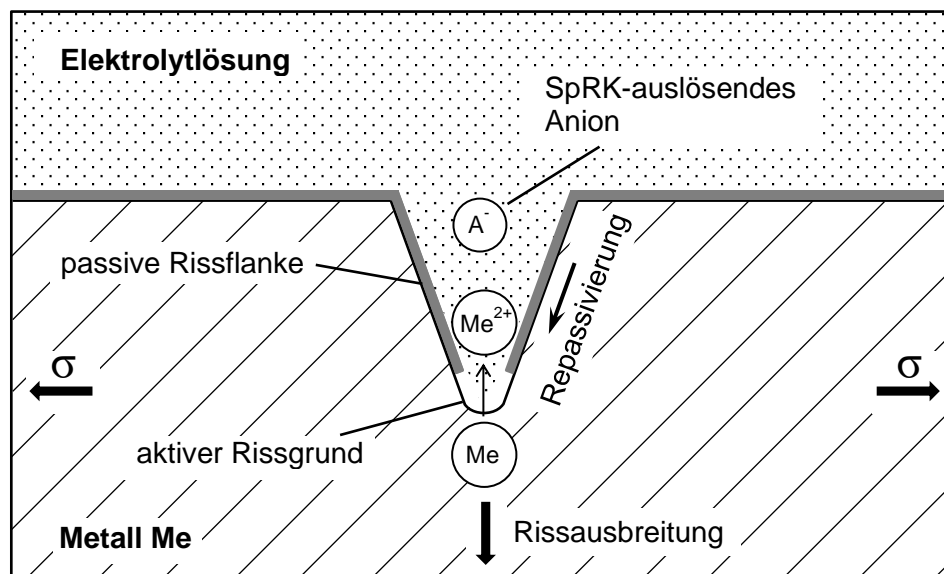 Elektrolytlösung
SpRK-auslösendes
Anion
A⁻
passive Rissflanke
Me²⁺
Repassivierung
σ
σ
aktiver Rissgrund
Me
Metall Me
Rissausbreitung